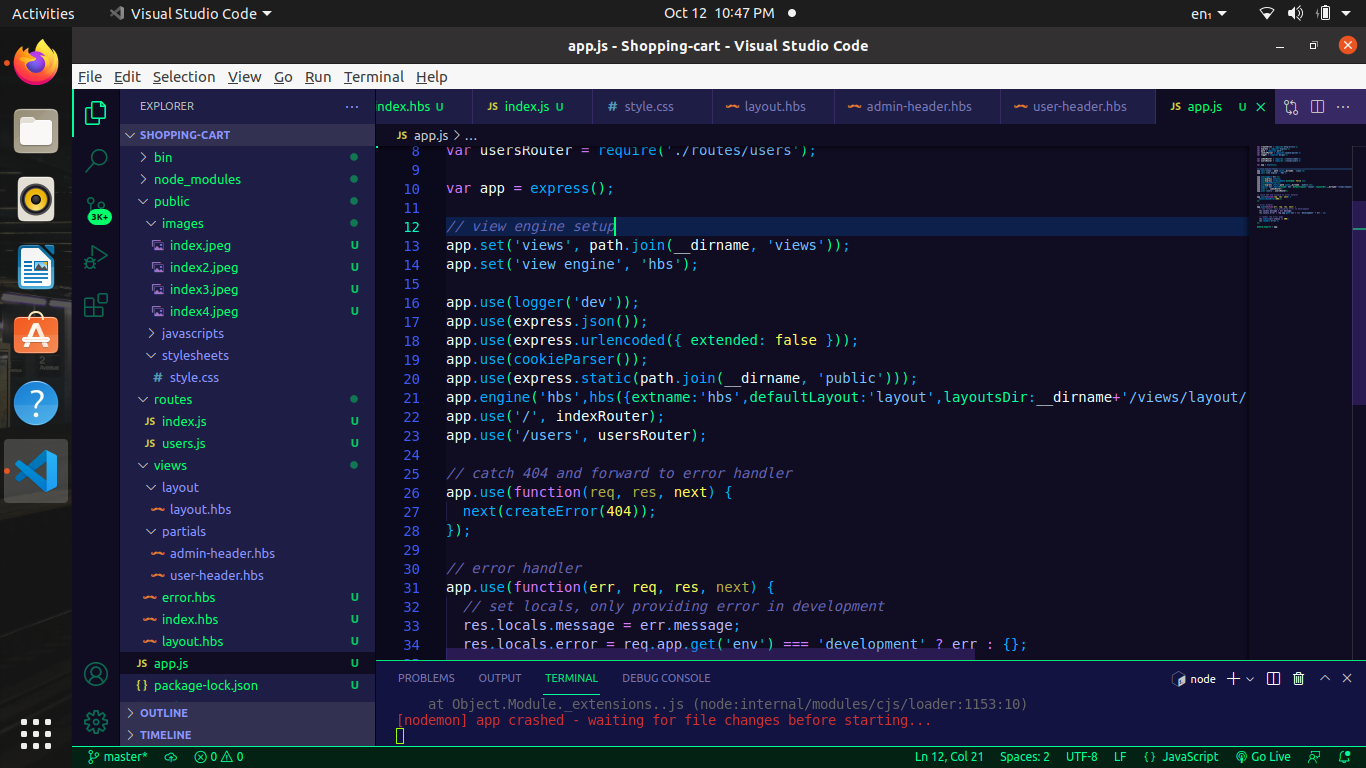 Activities Visual Studio Code Oct 12 10:47 PM en₁
app.js - Shopping-cart - Visual Studio Code
File Edit Selection View Go Run Terminal Help
EXPLORER
SHOPPING-CART
bin
node_modules
public
images
index.jpeg U
index2.jpeg U
index3.jpeg U
index4.jpeg U
javascripts
stylesheets
# style.css
routes
JS index.js U
JS users.js U
views
layout
layout.hbs
partials
admin-header.hbs
user-header.hbs
error.hbs U
index.hbs U
layout.hbs U
JS app.js U
{} package-lock.json U
OUTLINE
TIMELINE
3K+
index.hbs U JS index.js U # style.css layout.hbs admin-header.hbs user-header.hbs JS app.js U
JS app.js > ...
8 var usersRouter = require('./routes/users');
9
10 var app = express();
11
12 // view engine setup
13 app.set('views', path.join(__dirname, 'views'));
14 app.set('view engine', 'hbs');
15
16 app.use(logger('dev'));
17 app.use(express.json());
18 app.use(express.urlencoded({ extended: false }));
19 app.use(cookieParser());
20 app.use(express.static(path.join(__dirname, 'public')));
21 app.engine('hbs',hbs({extname:'hbs',defaultLayout:'layout',layoutsDir:__dirname+'/views/layout/
22 app.use('/', indexRouter);
23 app.use('/users', usersRouter);
24
25 // catch 404 and forward to error handler
26 app.use(function(req, res, next) {
27 next(createError(404));
28 });
29
30 // error handler
31 app.use(function(err, req, res, next) {
32 // set locals, only providing error in development
33 res.locals.message = err.message;
34 res.locals.error = req.app.get('env') === 'development' ? err : {};
PROBLEMS OUTPUT TERMINAL DEBUG CONSOLE node
at Object.Module._extensions..js (node:internal/modules/cjs/loader:1153:10)
[nodemon] app crashed - waiting for file changes before starting...
master* 0 0 Ln 12, Col 21 Spaces: 2 UTF-8 LF {} JavaScript Go Live